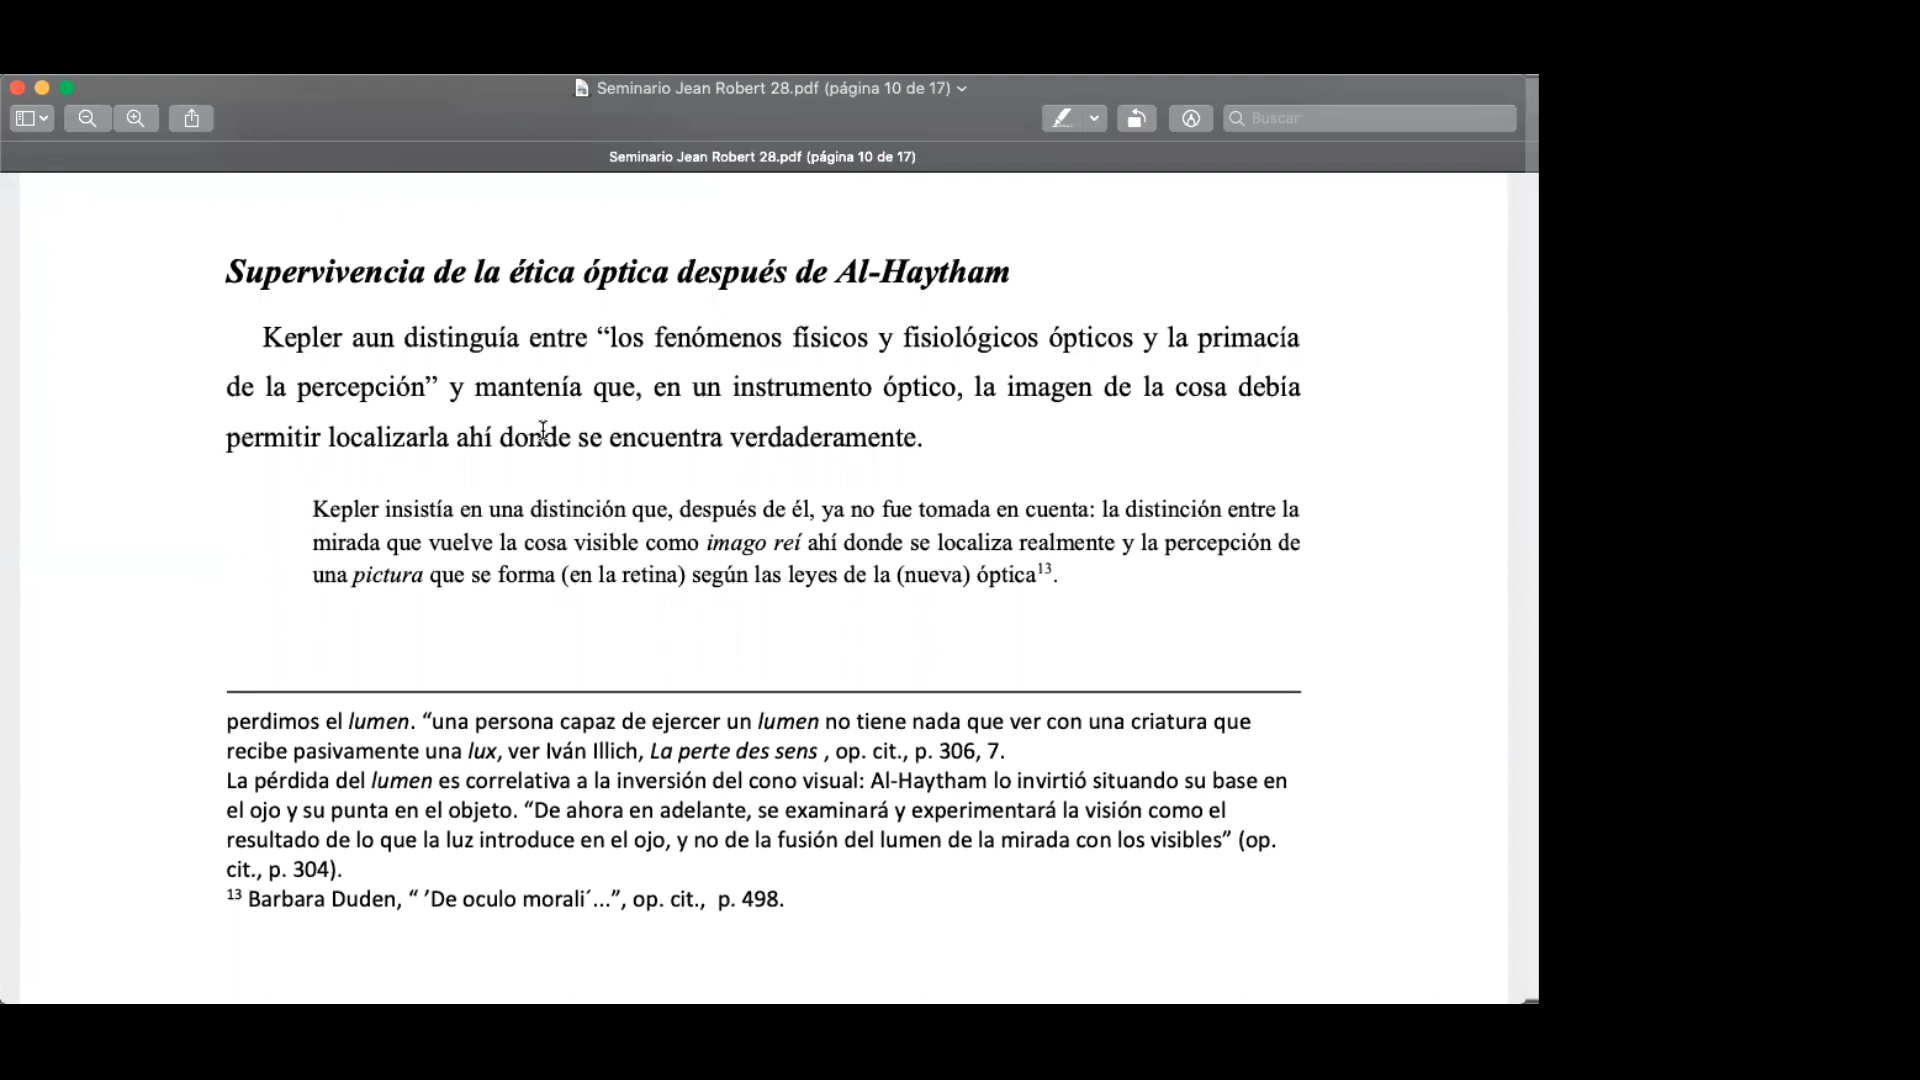 Seminario Jean Robert 28.pdf (página 10 de 17)
Buscar
Seminario Jean Robert 28.pdf (página 10 de 17)
Supervivencia de la ética óptica después de Al-Haytham
Kepler aun distinguía entre “los fenómenos físicos y fisiológicos ópticos y la primacía
de la percepción” y mantenía que, en un instrumento óptico, la imagen de la cosa debía
permitir localizarla ahí donde se encuentra verdaderamente.
Kepler insistía en una distinción que, después de él, ya no fue tomada en cuenta: la distinción entre la
mirada que vuelve la cosa visible como imago reí ahí donde se localiza realmente y la percepción de
una pictura que se forma (en la retina) según las leyes de la (nueva) óptica13.
perdimos el lumen. “una persona capaz de ejercer un lumen no tiene nada que ver con una criatura que
recibe pasivamente una lux, ver Iván Illich, La perte des sens , op. cit., p. 306, 7.
La pérdida del lumen es correlativa a la inversión del cono visual: Al-Haytham lo invirtió situando su base en
el ojo y su punta en el objeto. “De ahora en adelante, se examinará y experimentará la visión como el
resultado de lo que la luz introduce en el ojo, y no de la fusión del lumen de la mirada con los visibles” (op.
cit., p. 304).
13 Barbara Duden, “ ’De oculo morali´...”, op. cit., p. 498.